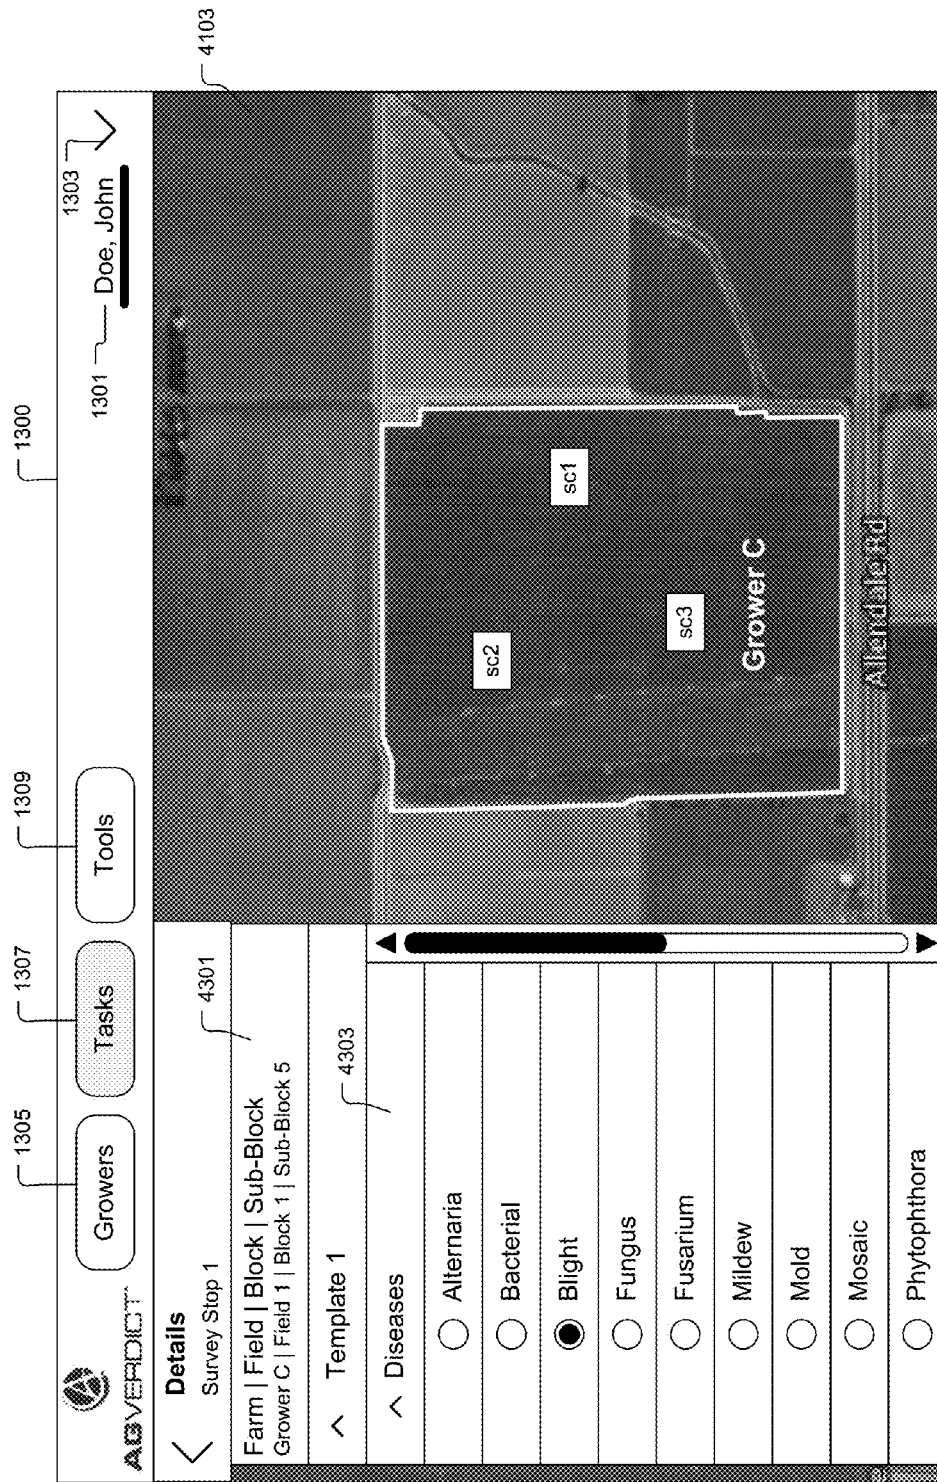 1300
1305
1307
1309
1301
1303
4103
AGVERDICT
Growers
Tasks
Tools
Doe, John
Details
Survey Stop 1
4301
Farm | Field | Block | Sub-Block
Grower C | Field 1 | Block 1 | Sub-Block 5
Template 1
4303
Diseases
Alternaria
Bacterial
Blight
Fungus
Fusarium
Mildew
Mold
Mosaic
Phytophthora
sc1
sc2
sc3
Grower C
Allendale Rd